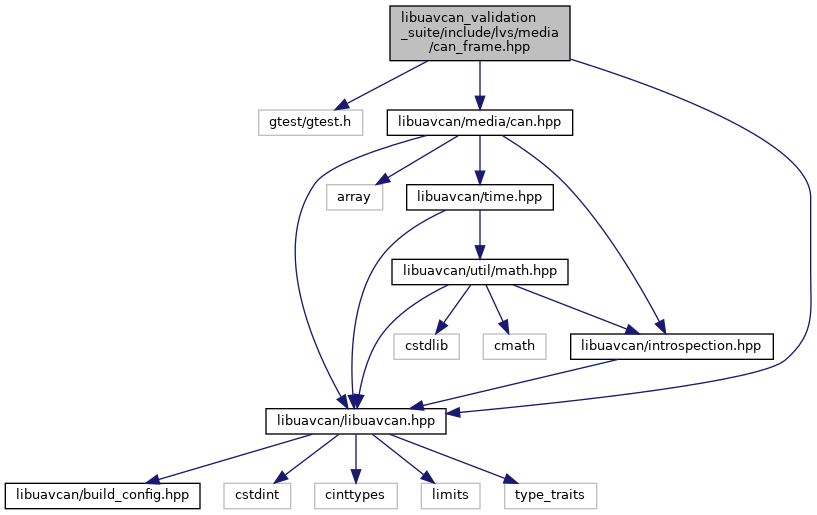 libuavcan_validation
_suite/include/lvs/media
/can_frame.hpp
gtest/gtest.h
libuavcan/media/can.hpp
array
libuavcan/time.hpp
libuavcan/util/math.hpp
cstdlib
cmath
libuavcan/introspection.hpp
libuavcan/libuavcan.hpp
libuavcan/build_config.hpp
cstdint
cinttypes
limits
type_traits